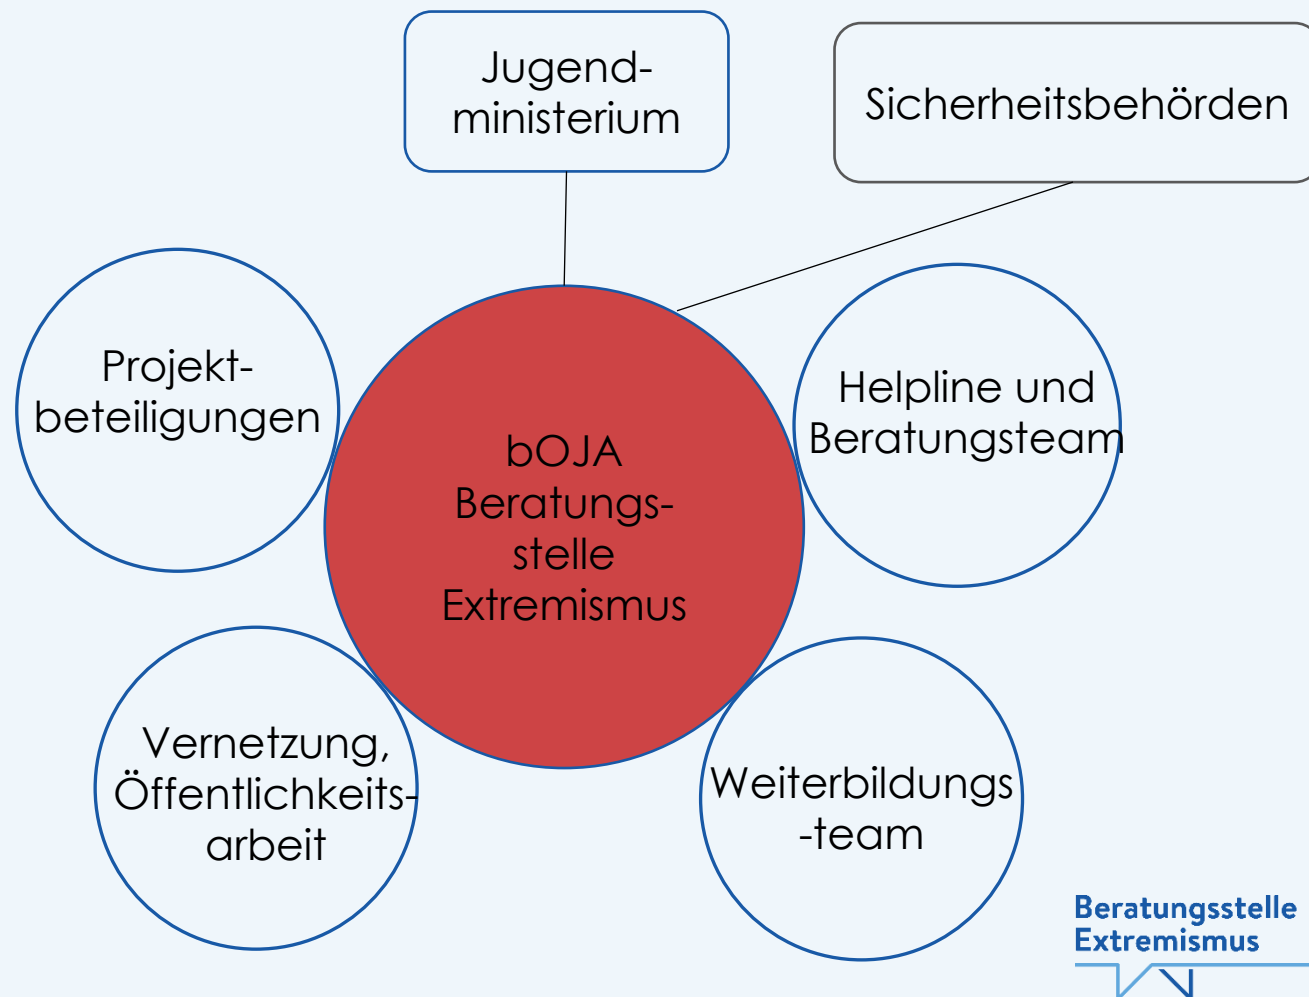 Jugend-
ministerium
Sicherheitsbehörden
Projekt-
beteiligungen
Helpline und
Beratungsteam
bOJA
Beratungs-
stelle
Extremismus
Vernetzung,
Öffentlichkeits-
arbeit
Weiterbildungs
-team
Beratungsstelle
Extremismus